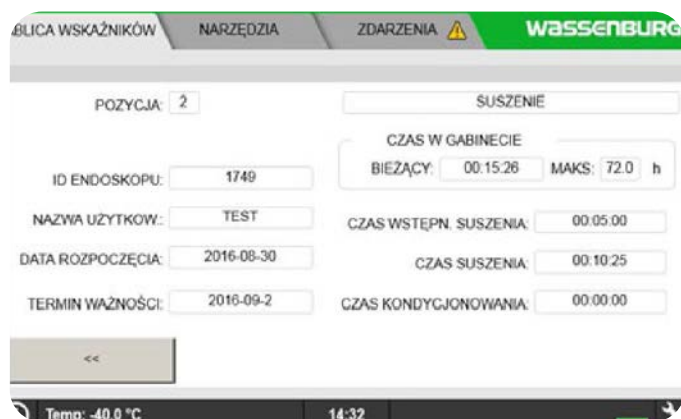 BLICA WSKAŹNIKÓW NARZĘDZIA ZDARZENIA WASSENBURG
POZYCJA: 2 SUSZENIE
CZAS W GABINECIE
BIEŻĄCY: 00:15:26 MAKS: 72.0 h
ID ENDOSKOPU: 1749
NAZWA UŻYTKOW.: TEST CZAS WSTĘPN. SUSZENIA: 00:05:00
DATA ROZPOCZĘCIA: 2016-08-30 CZAS SUSZENIA: 00:10:25
TERMIN WAŻNOŚCI: 2016-09-2 CZAS KONDYCJONOWANIA: 00:00:00
<<
Temp: -40.0 °C 14:32